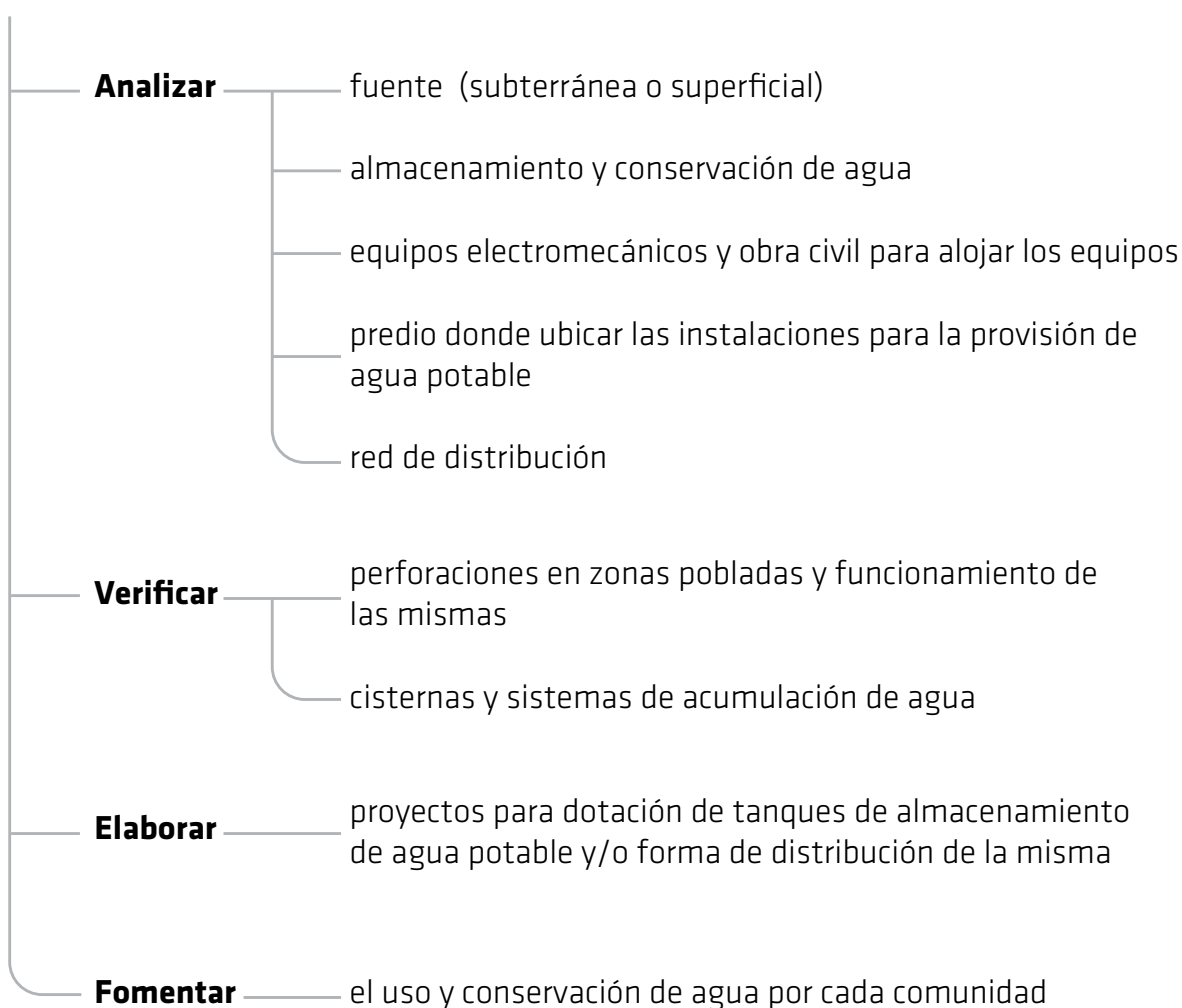 Analizar
fuente (subterránea o superficial)
almacenamiento y conservación de agua
equipos electromecánicos y obra civil para alojar los equipos
predio donde ubicar las instalaciones para la provisión de
agua potable
red de distribución
Verificar
perforaciones en zonas pobladas y funcionamiento de
las mismas
cisternas y sistemas de acumulación de agua
Elaborar
proyectos para dotación de tanques de almacenamiento
de agua potable y/o forma de distribución de la misma
Fomentar
el uso y conservación de agua por cada comunidad